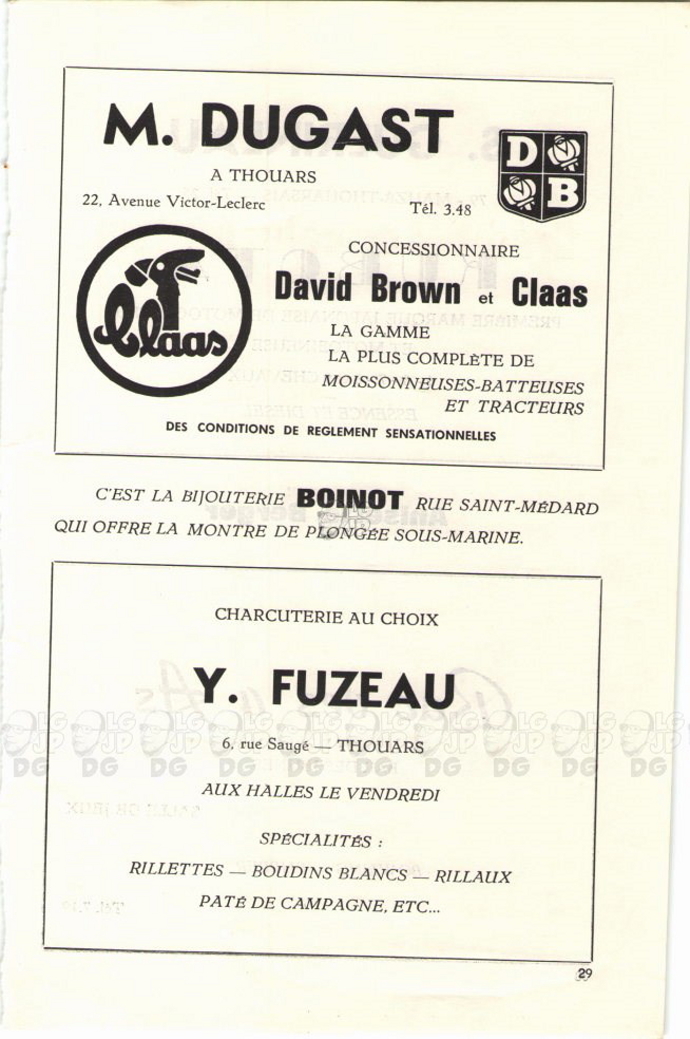 M. DUGAST
A THOUARS
22, Avenue Victor-Leclerc
Tél. 3.48
D
B
Claas
CONCESSIONNAIRE
David Brown et Claas
LA GAMME
LA PLUS COMPLÈTE DE
MOISSONNEUSES-BATTEUSES
ET TRACTEURS
DES CONDITIONS DE REGLEMENT SENSATIONNELLES
C'EST LA BIJOUTERIE BOINOT RUE SAINT-MÉDARD
QUI OFFRE LA MONTRE DE PLONGÉE SOUS-MARINE.
CHARCUTERIE AU CHOIX
Y. FUZEAU
6, rue Saugé — THOUARS
AUX HALLES LE VENDREDI
SPÉCIALITÉS :
RILLETTES — BOUDINS BLANCS — RILLAUX
PATÉ DE CAMPAGNE, ETC...
29